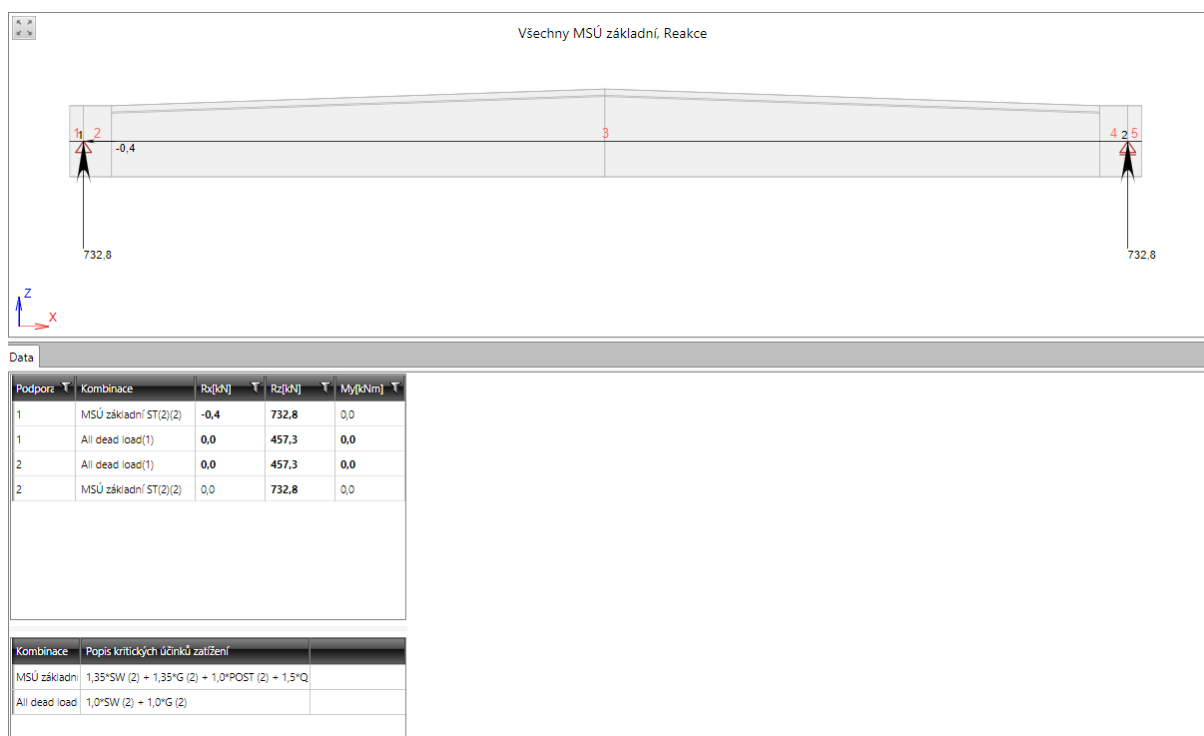 Všechny MSÚ základní, Reakce
1 1 2 3 4 2 5
-0,4
732,8 732,8
Z
X
Data
Podpora Kombinace Rx[kN] Rz[kN] My[kNm]
1 MSÚ základní ST(2)(2) -0,4 732,8 0,0
1 All dead load(1) 0,0 457,3 0,0
2 All dead load(1) 0,0 457,3 0,0
2 MSÚ základní ST(2)(2) 0,0 732,8 0,0
Kombinace Popis kritických účinků zatížení
MSÚ základní 1,35*SW (2) + 1,35*G (2) + 1,0*POST (2) + 1,5*Q
All dead load 1,0*SW (2) + 1,0*G (2)